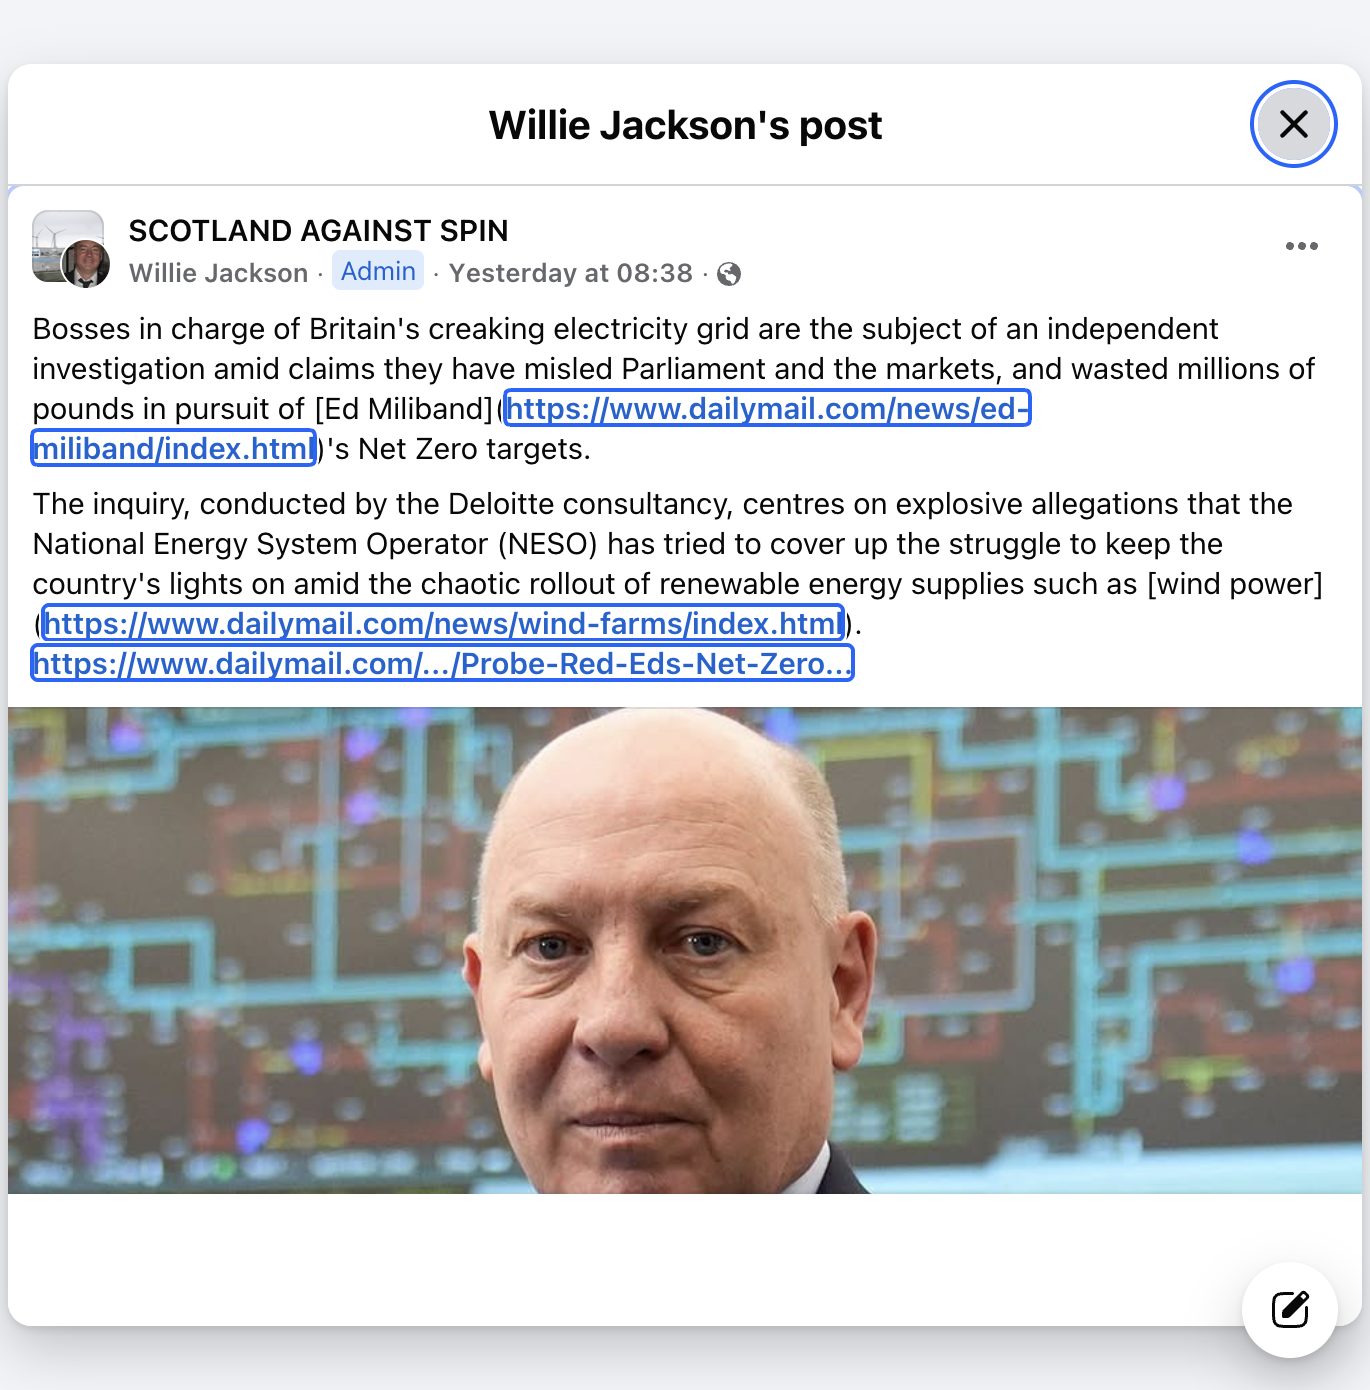 Willie Jackson's post
SCOTLAND AGAINST SPIN
Willie Jackson · Admin · Yesterday at 08:38 ·
Bosses in charge of Britain's creaking electricity grid are the subject of an independent
investigation amid claims they have misled Parliament and the markets, and wasted millions of
pounds in pursuit of [Ed Miliband](https://www.dailymail.com/news/ed-
miliband/index.html)'s Net Zero targets.
The inquiry, conducted by the Deloitte consultancy, centres on explosive allegations that the
National Energy System Operator (NESO) has tried to cover up the struggle to keep the
country's lights on amid the chaotic rollout of renewable energy supplies such as [wind power]
(https://www.dailymail.com/news/wind-farms/index.html).
https://www.dailymail.com/.../Probe-Red-Eds-Net-Zero...